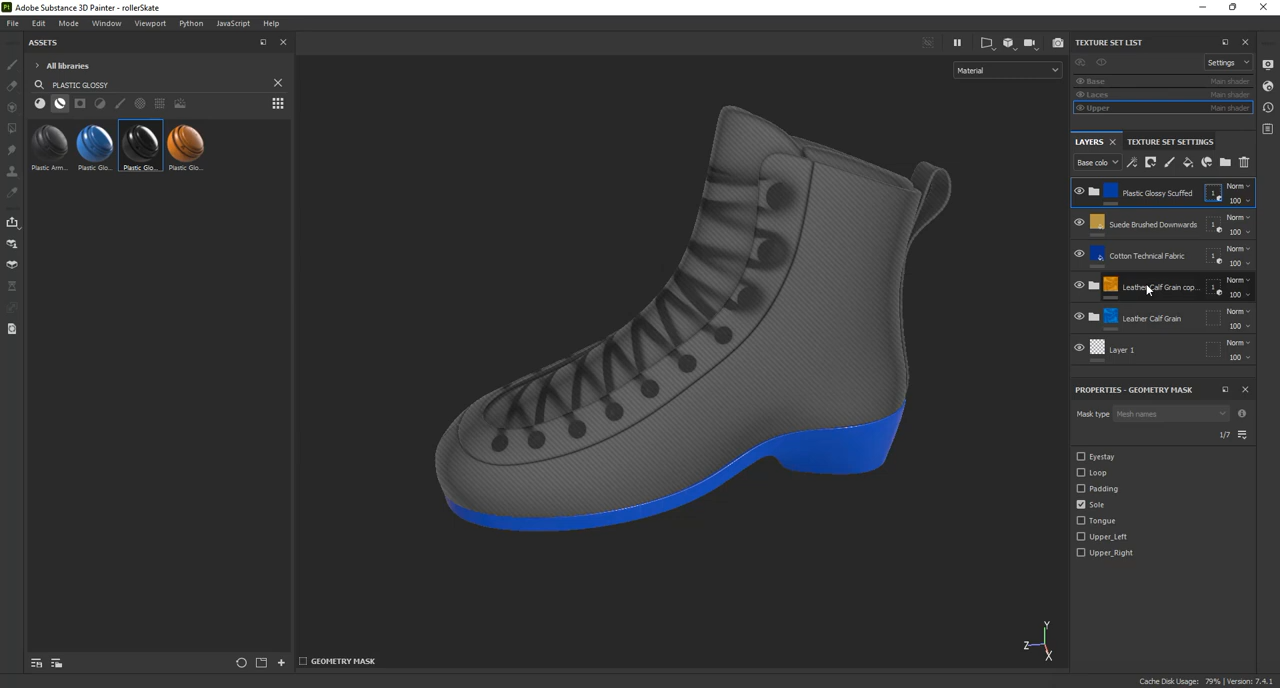 Adobe Substance 3D Painter - rollerSkate
File Edit Mode Window Viewport Python JavaScript Help
ASSETS
All libraries
PLASTIC GLOSSY
Plastic Arm... Plastic Glo... Plastic Glo... Plastic Glo...
Material
GEOMETRY MASK
Y
Z
X
TEXTURE SET LIST
Settings
Base Main shader
Laces Main shader
Upper Main shader
LAYERS TEXTURE SET SETTINGS
Base colo
Plastic Glossy Scuffed 1 Norm 100
Suede Brushed Downwards 1 Norm 100
Cotton Technical Fabric 1 Norm 100
Leather Calf Grain cop... 1 Norm 100
Leather Calf Grain Norm 100
Layer 1 Norm 100
PROPERTIES - GEOMETRY MASK
Mask type Mesh names
1/7
Eyestay
Loop
Padding
Sole
Tongue
Upper_Left
Upper_Right
Cache Disk Usage: 79% | Version: 7.4.1